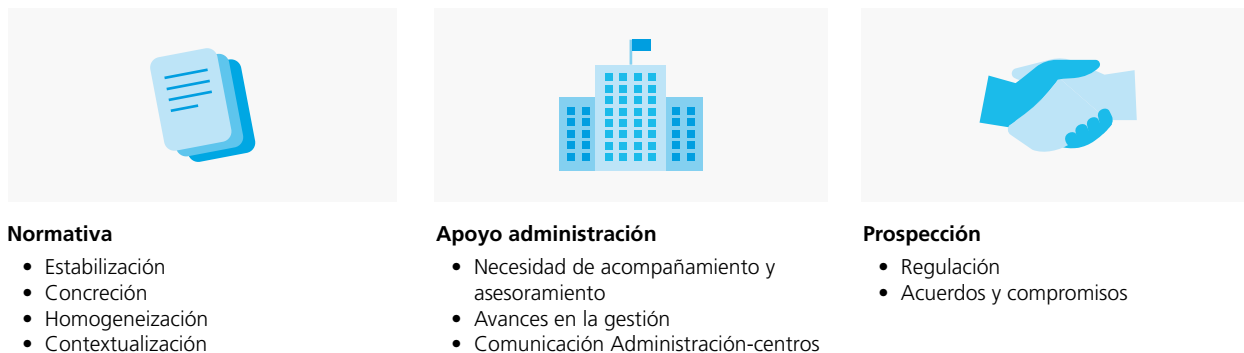 Normativa
• Estabilización
• Concreción
• Homogeneización
• Contextualización
Apoyo administración
• Necesidad de acompañamiento y
asesoramiento
• Avances en la gestión
• Comunicación Administración-centros
Prospección
• Regulación
• Acuerdos y compromisos